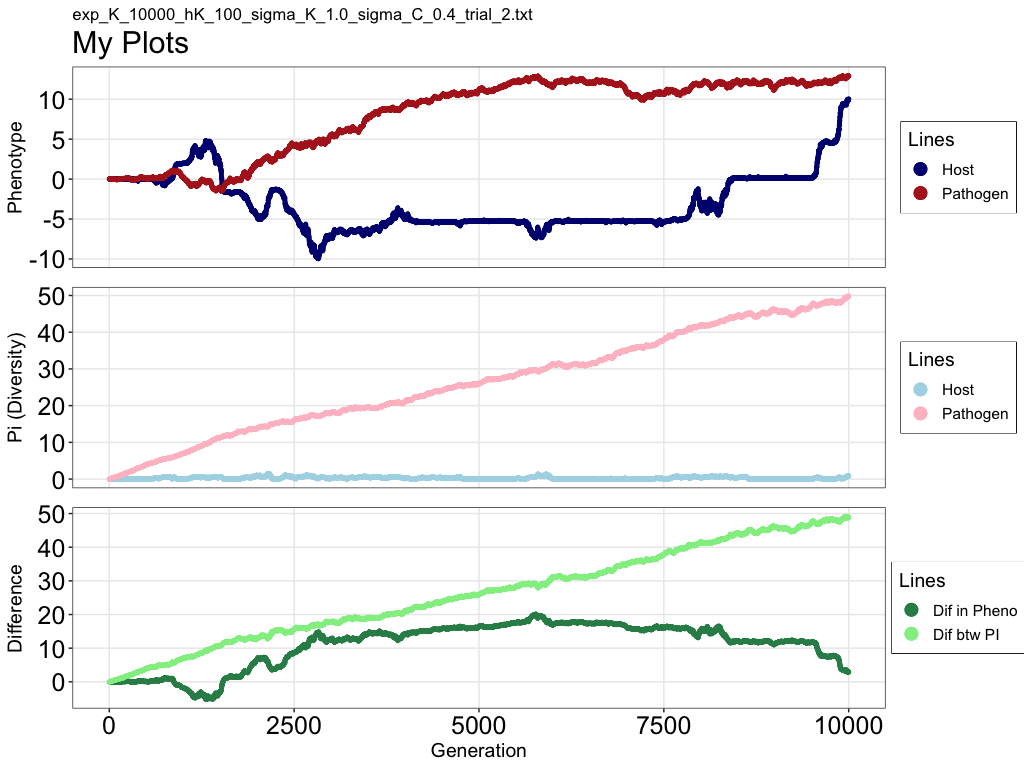 exp_K_10000_hK_100_sigma_K_1.0_sigma_C_0.4_trial_2.txt
My Plots
Phenotype
10
5
0
-5
-10
Lines
Host
Pathogen
Pi (Diversity)
50
40
30
20
10
0
Lines
Host
Pathogen
Difference
50
40
30
20
10
0
Lines
Dif in Pheno
Dif btw PI
0 2500 5000 7500 10000
Generation